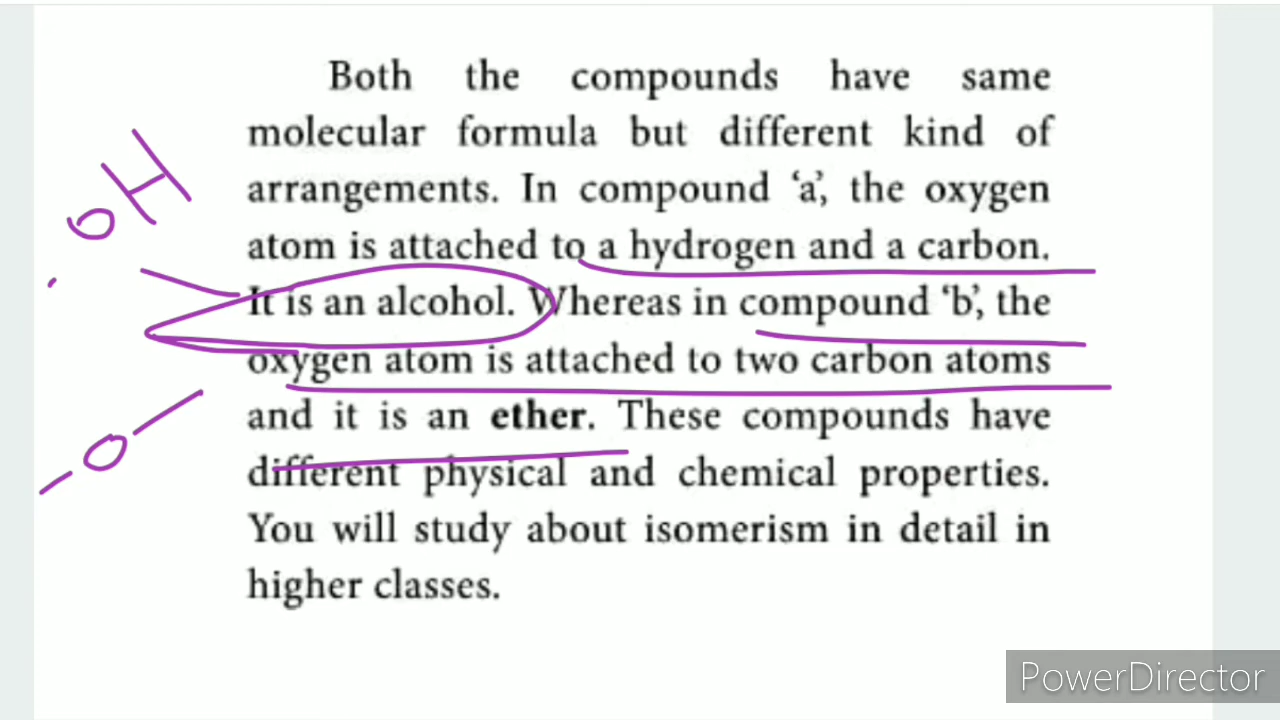 Both the compounds have same
molecular formula but different kind of
arrangements. In compound ‘a’, the oxygen
atom is attached to a hydrogen and a carbon.
It is an alcohol. Whereas in compound ‘b’, the
oxygen atom is attached to two carbon atoms
and it is an ether. These compounds have
different physical and chemical properties.
You will study about isomerism in detail in
higher classes.
OH
-O-
PowerDirector